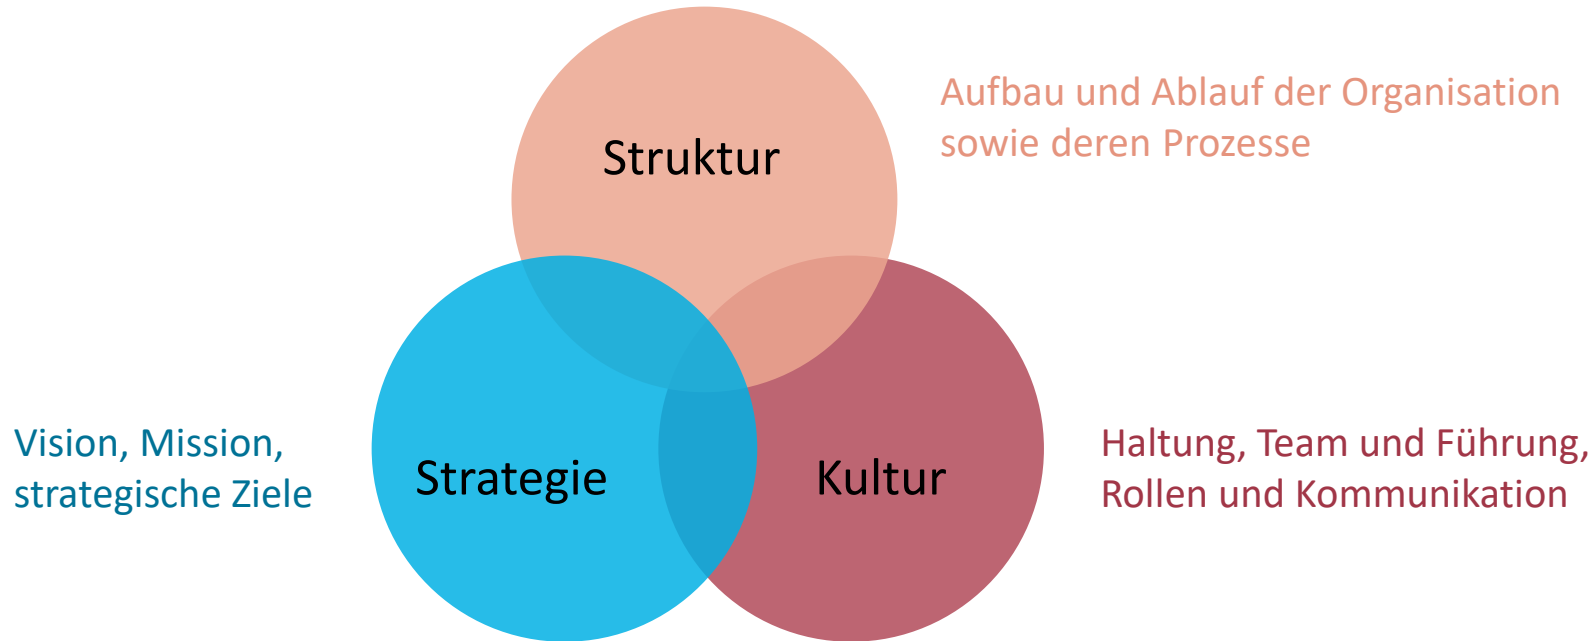 Struktur
Aufbau und Ablauf der Organisation
sowie deren Prozesse
Vision, Mission,
strategische Ziele
Strategie
Kultur
Haltung, Team und Führung,
Rollen und Kommunikation